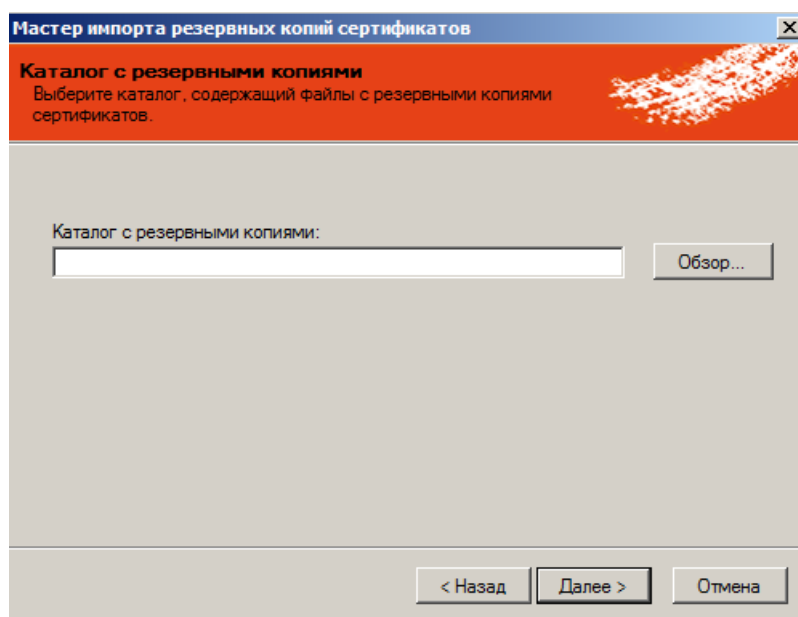 Мастер импорта резервных копий сертификатов
Каталог с резервными копиями
Выберите каталог, содержащий файлы с резервными копиями
сертификатов.
Каталог с резервными копиями:
Обзор...
< Назад
Далее >
Отмена